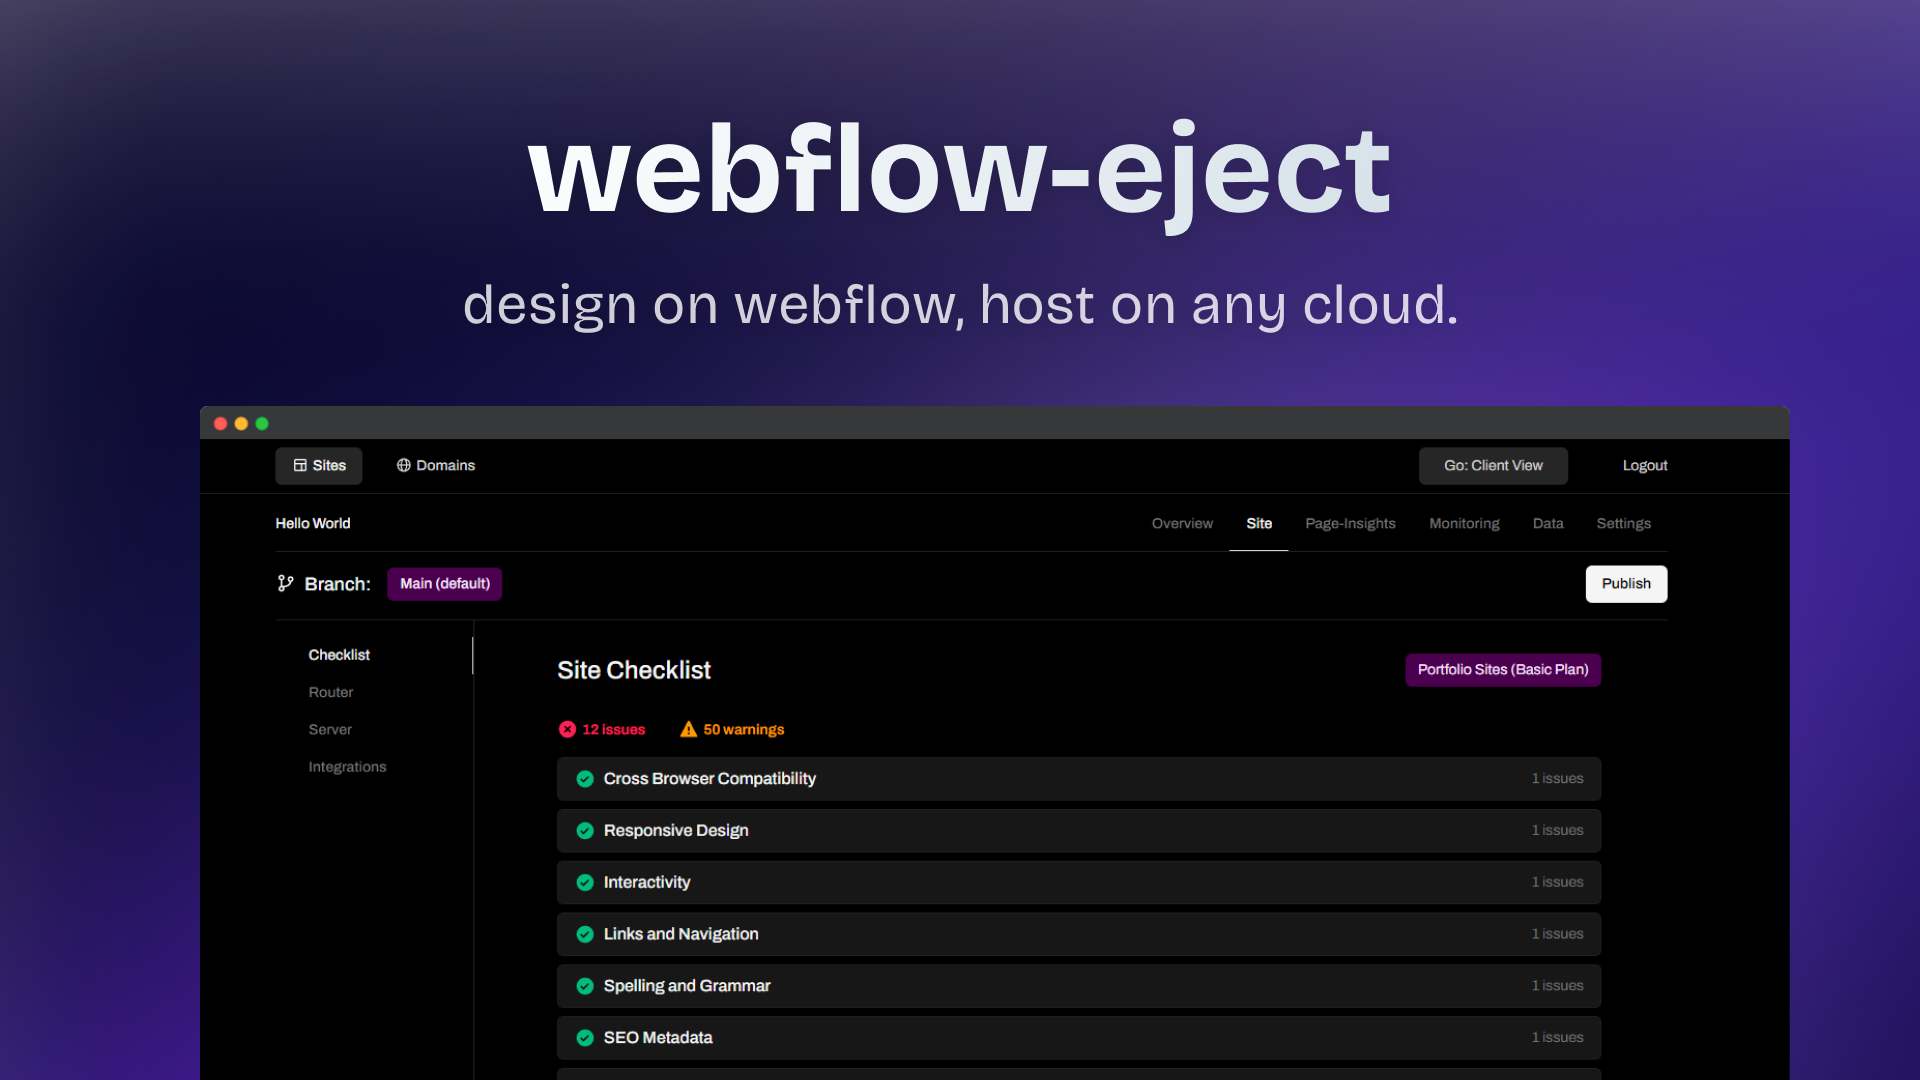 webflow-eject
design on webflow, host on any cloud.
Sites
Domains
Go: Client View
Logout
Hello World
Overview
Site
Page-Insights
Monitoring
Data
Settings
Branch:
Main (default)
Publish
Checklist
Router
Server
Integrations
Site Checklist
Portfolio Sites (Basic Plan)
12 issues
50 warnings
Cross Browser Compatibility
1 issues
Responsive Design
1 issues
Interactivity
1 issues
Links and Navigation
1 issues
Spelling and Grammar
1 issues
SEO Metadata
1 issues